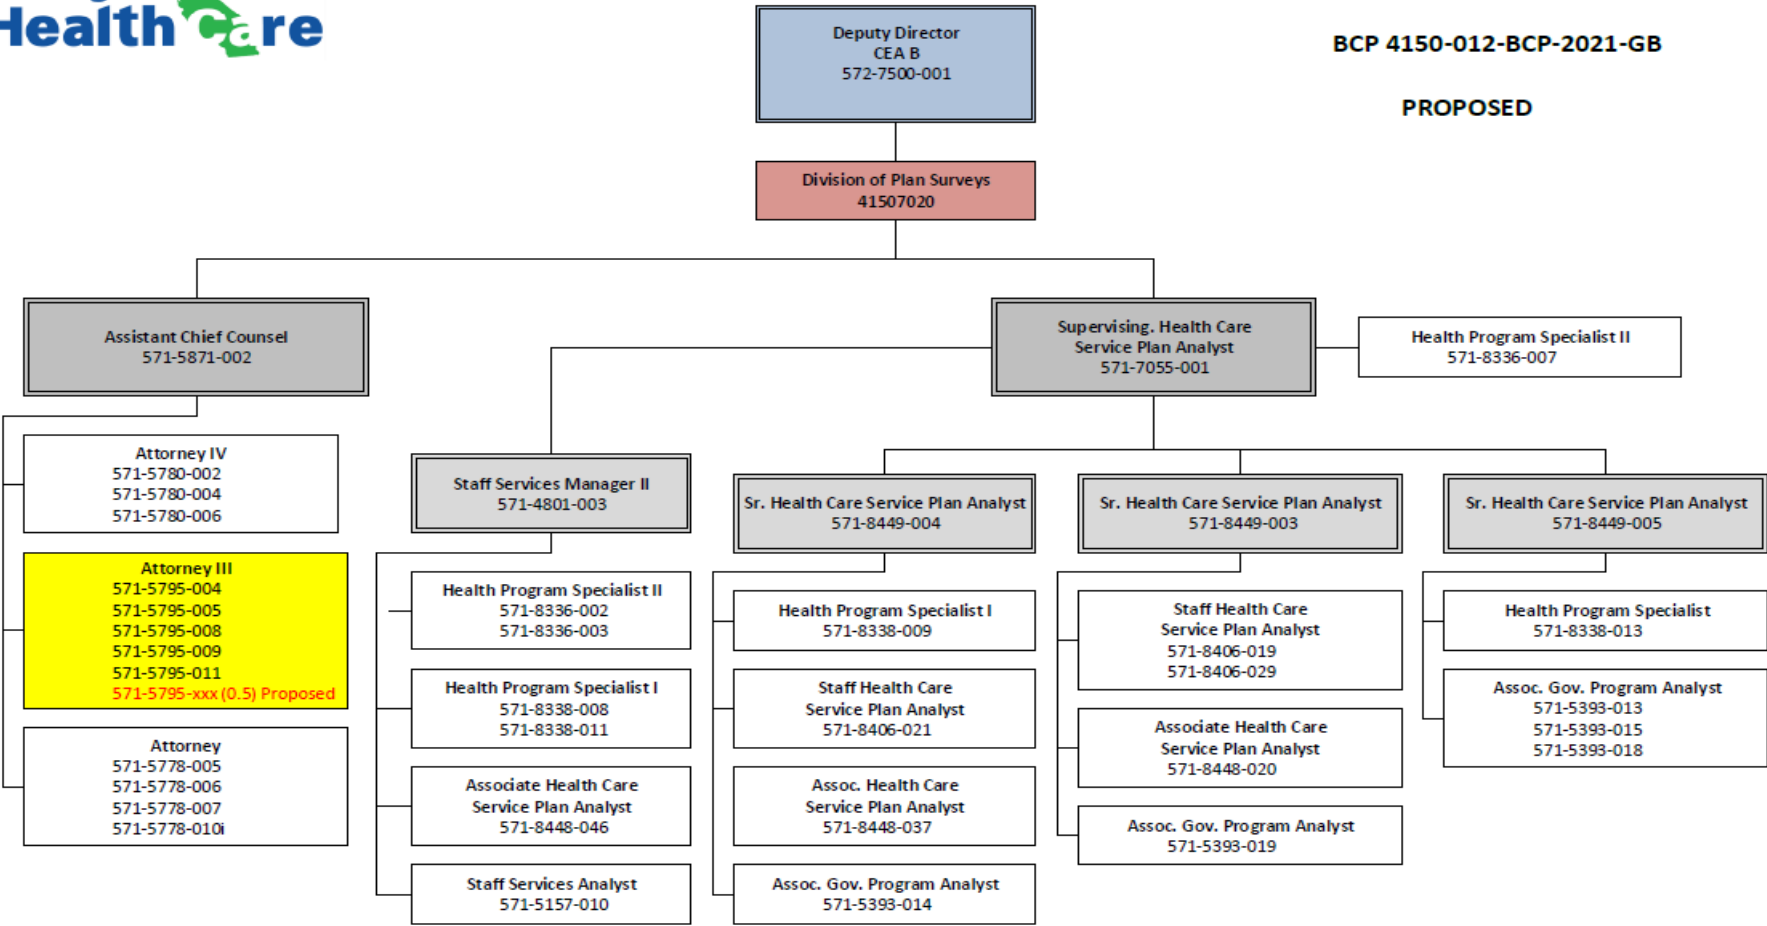 Health Care
Deputy Director
CEA B
572-7500-001
BCP 4150-012-BCP-2021-GB
PROPOSED
Division of Plan Surveys
41507020
Assistant Chief Counsel
571-5871-002
Supervising. Health Care
Service Plan Analyst
571-7055-001
Health Program Specialist II
571-8336-007
Attorney IV
571-5780-002
571-5780-004
571-5780-006
Attorney III
571-5795-004
571-5795-005
571-5795-008
571-5795-009
571-5795-011
571-5795-xxx (0.5) Proposed
Attorney
571-5778-005
571-5778-006
571-5778-007
571-5778-010i
Staff Services Manager II
571-4801-003
Health Program Specialist II
571-8336-002
571-8336-003
Health Program Specialist I
571-8338-008
571-8338-011
Associate Health Care
Service Plan Analyst
571-8448-046
Staff Services Analyst
571-5157-010
Sr. Health Care Service Plan Analyst
571-8449-004
Health Program Specialist I
571-8338-009
Staff Health Care
Service Plan Analyst
571-8406-021
Assoc. Health Care
Service Plan Analyst
571-8448-037
Assoc. Gov. Program Analyst
571-5393-014
Sr. Health Care Service Plan Analyst
571-8449-003
Staff Health Care
Service Plan Analyst
571-8406-019
571-8406-029
Associate Health Care
Service Plan Analyst
571-8448-020
Assoc. Gov. Program Analyst
571-5393-019
Sr. Health Care Service Plan Analyst
571-8449-005
Health Program Specialist
571-8338-013
Assoc. Gov. Program Analyst
571-5393-013
571-5393-015
571-5393-018